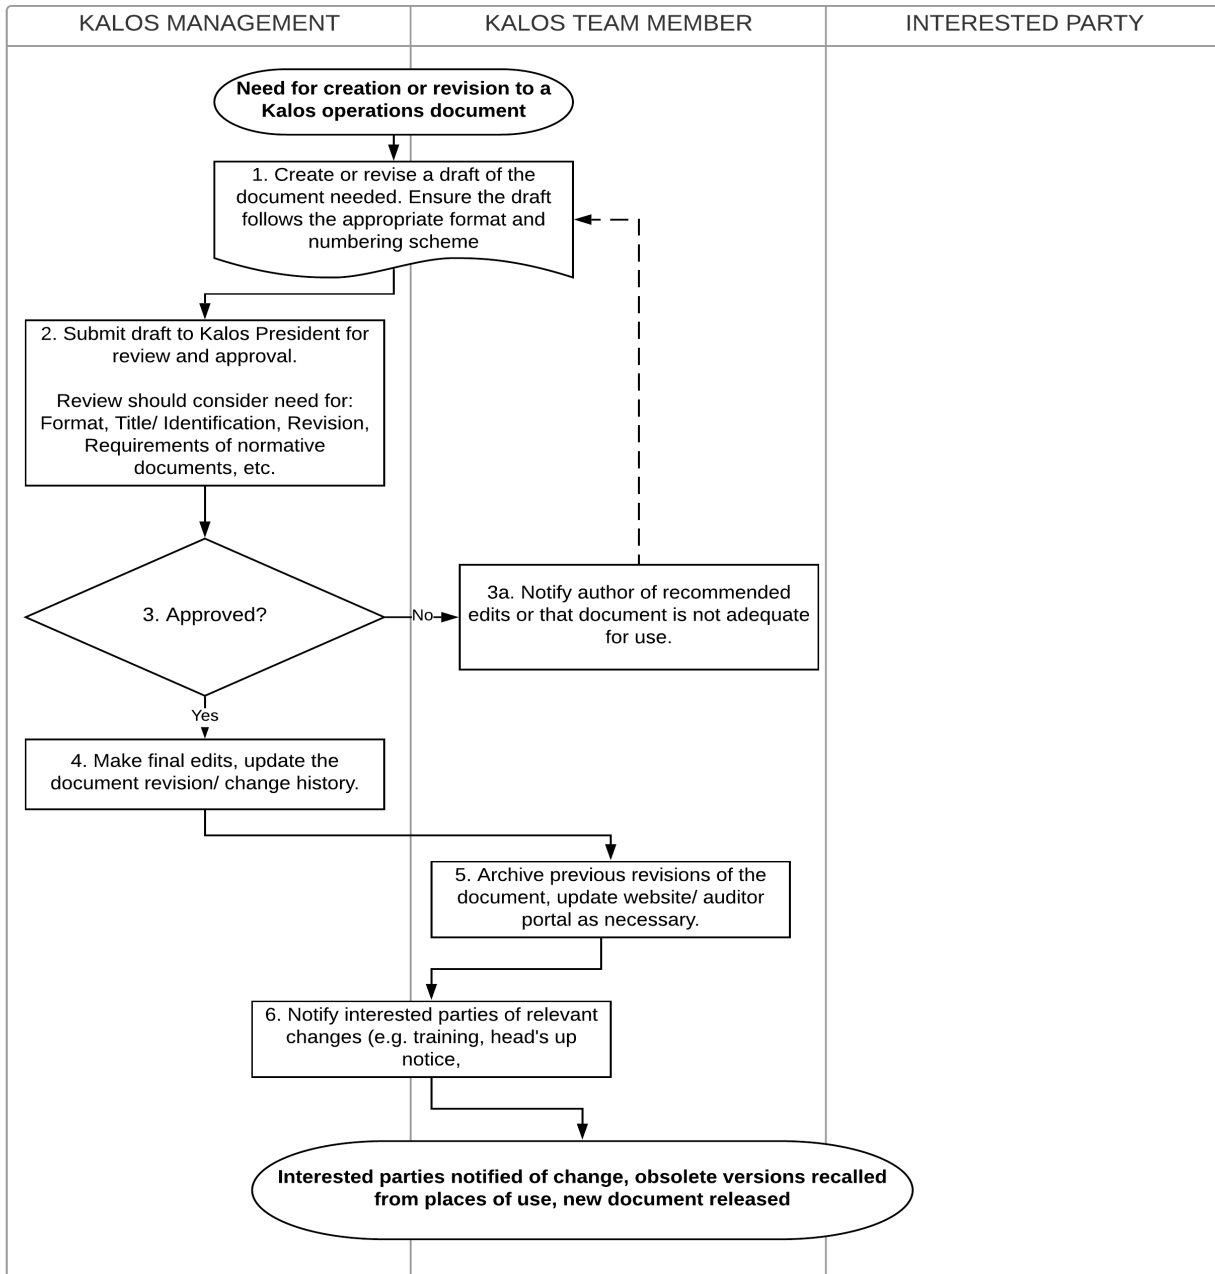 KALOS MANAGEMENT
KALOS TEAM MEMBER
INTERESTED PARTY
Need for creation or revision to a
Kalos operations document
1. Create or revise a draft of the
document needed. Ensure the draft
follows the appropriate format and
numbering scheme
2. Submit draft to Kalos President for
review and approval.
Review should consider need for:
Format, Title/ Identification, Revision,
Requirements of normative
documents, etc.
3. Approved?
No
3a. Notify author of recommended
edits or that document is not adequate
for use.
Yes
4. Make final edits, update the
document revision/ change history.
5. Archive previous revisions of the
document, update website/ auditor
portal as necessary.
6. Notify interested parties of relevant
changes (e.g. training, head's up
notice,
Interested parties notified of change, obsolete versions recalled
from places of use, new document released